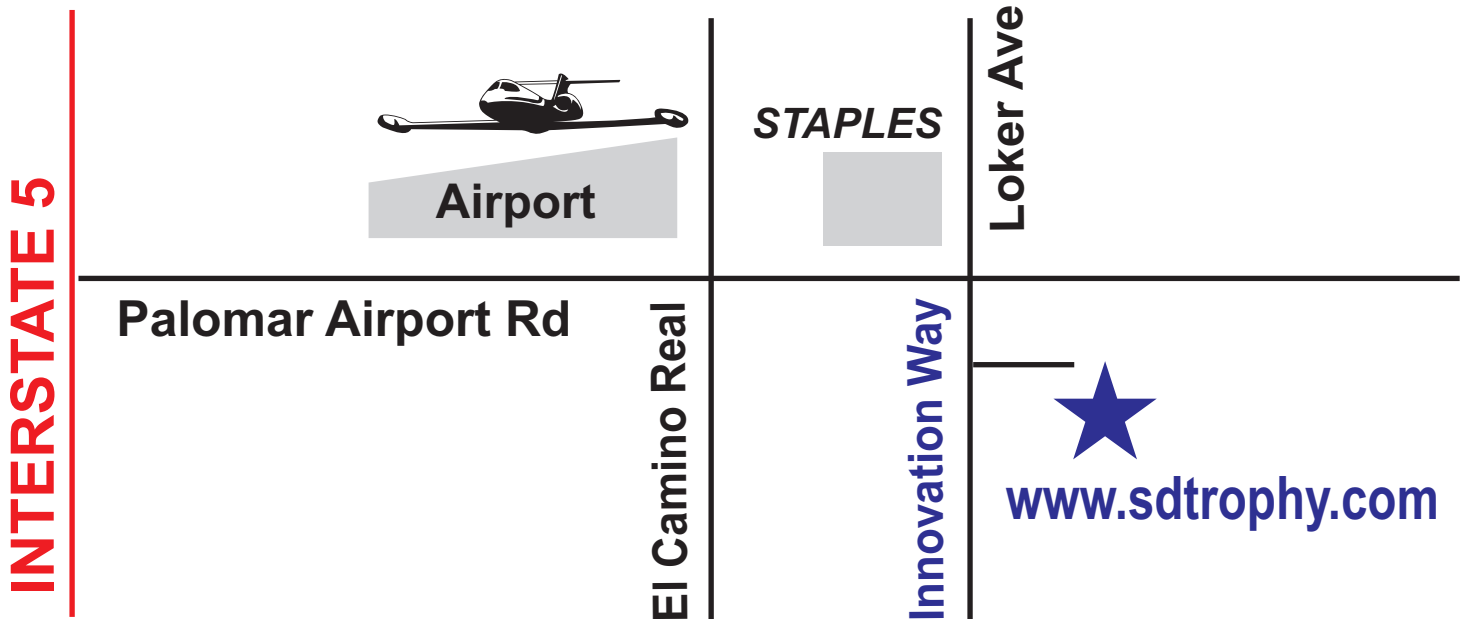 INTERSTATE 5
Airport
STAPLES
Loker Ave
Palomar Airport Rd
El Camino Real
Innovation Way
www.sdtrophy.com